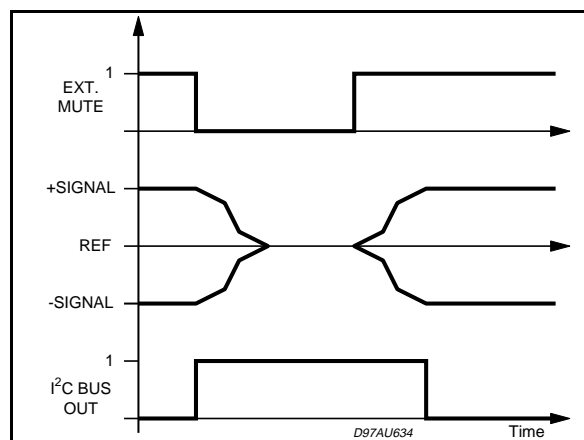 1
EXT.
MUTE
+SIGNAL
REF
-SIGNAL
1
I²C BUS
OUT
D97AU634
Time